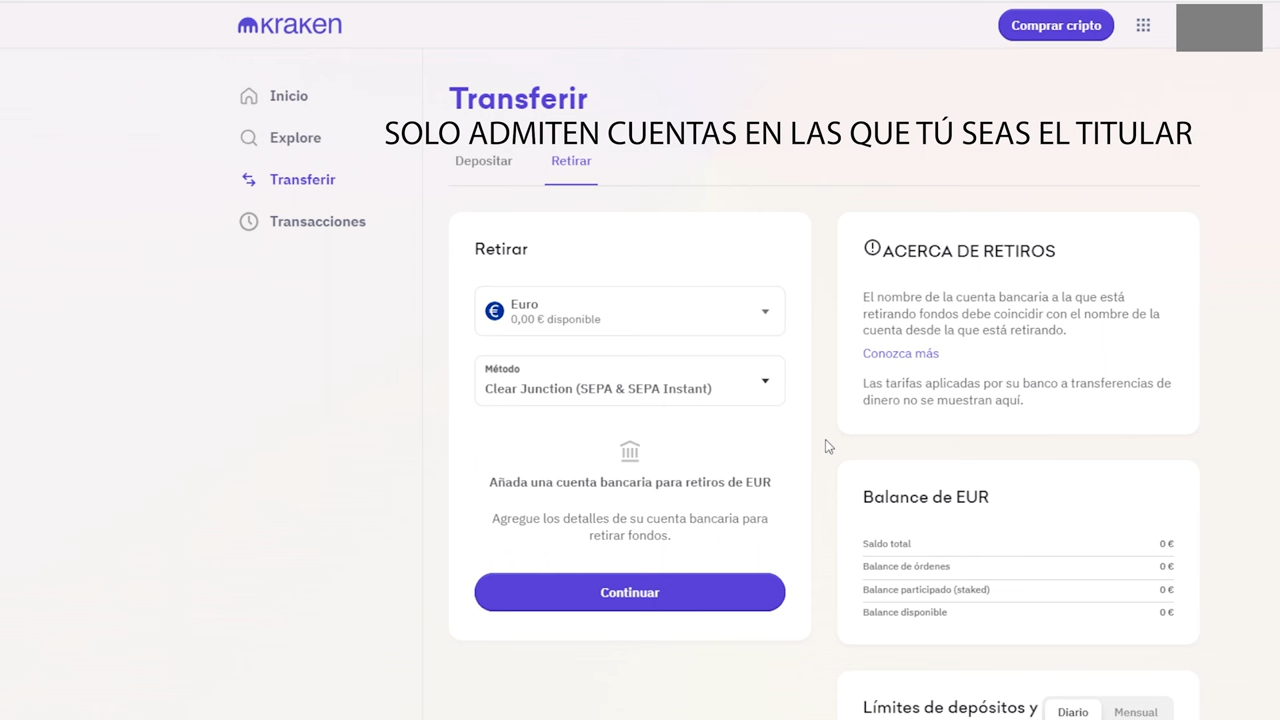 kraken
Comprar cripto
Inicio
Explore
Transferir
Transacciones
Transferir
SOLO ADMITEN CUENTAS EN LAS QUE TÚ SEAS EL TITULAR
Depositar
Retirar
Retirar
Euro
0,00 € disponible
Método
Clear Junction (SEPA & SEPA Instant)
Añada una cuenta bancaria para retiros de EUR
Agregue los detalles de su cuenta bancaria para
retirar fondos.
Continuar
ACERCA DE RETIROS
El nombre de la cuenta bancaria a la que está
retirando fondos debe coincidir con el nombre de la
cuenta desde la que está retirando.
Conozca más
Las tarifas aplicadas por su banco a transferencias de
dinero no se muestran aquí.
Balance de EUR
Saldo total 0 €
Balance de órdenes 0 €
Balance participado (staked) 0 €
Balance disponible 0 €
Límites de depósitos y
Diario
Mensual